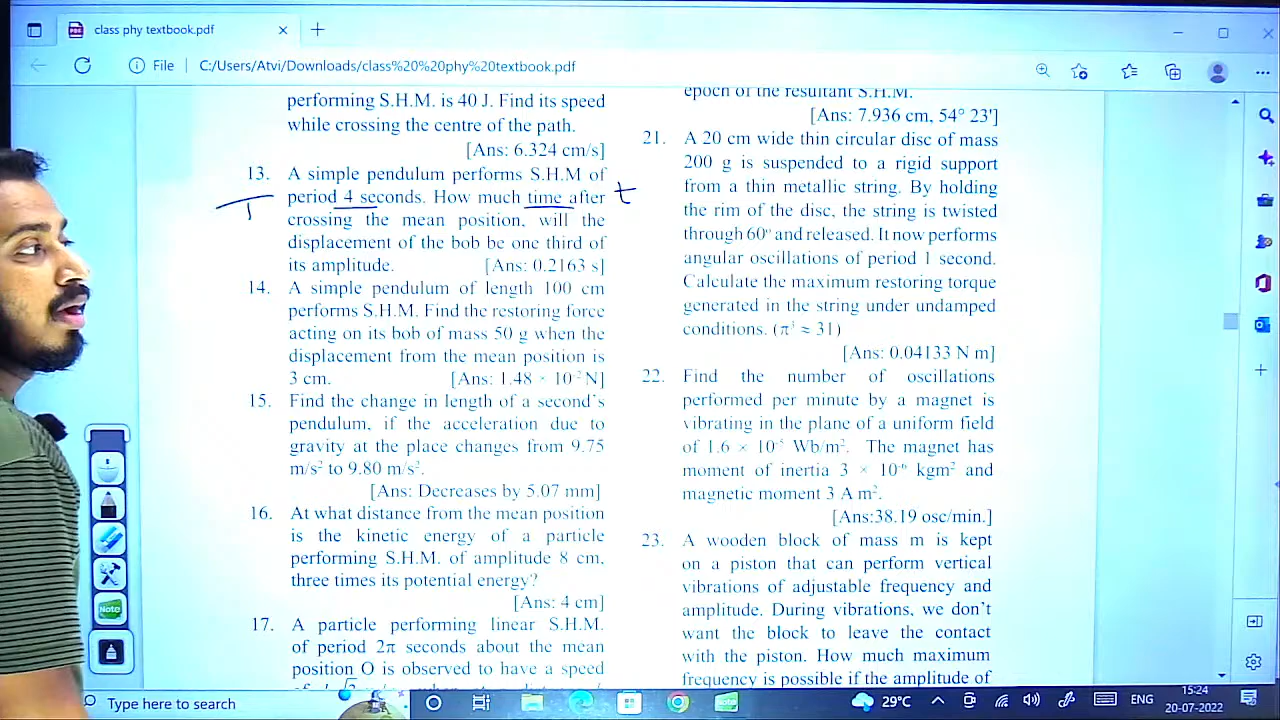 class phy textbook.pdf
File
C:/Users/Atvi/Downloads/class%20%20phy%20textbook.pdf
performing S.H.M. is 40 J. Find its speed
while crossing the centre of the path.
[Ans: 6.324 cm/s]
13. A simple pendulum performs S.H.M of
T period 4 seconds. How much time after t
crossing the mean position, will the
displacement of the bob be one third of
its amplitude. [Ans: 0.2163 s]
14. A simple pendulum of length 100 cm
performs S.H.M. Find the restoring force
acting on its bob of mass 50 g when the
displacement from the mean position is
3 cm. [Ans: 1.48 × 10⁻² N]
15. Find the change in length of a second's
pendulum, if the acceleration due to
gravity at the place changes from 9.75
m/s² to 9.80 m/s².
[Ans: Decreases by 5.07 mm]
16. At what distance from the mean position
is the kinetic energy of a particle
performing S.H.M. of amplitude 8 cm,
three times its potential energy?
[Ans: 4 cm]
17. A particle performing linear S.H.M.
of period 2π seconds about the mean
position O is observed to have a speed
epoch of the resultant S.H.M.
[Ans: 7.936 cm, 54° 23']
21. A 20 cm wide thin circular disc of mass
200 g is suspended to a rigid support
from a thin metallic string. By holding
the rim of the disc, the string is twisted
through 60° and released. It now performs
angular oscillations of period 1 second.
Calculate the maximum restoring torque
generated in the string under undamped
conditions. (π³ ≈ 31)
[Ans: 0.04133 N m]
22. Find the number of oscillations
performed per minute by a magnet is
vibrating in the plane of a uniform field
of 1.6 × 10⁻⁵ Wb/m². The magnet has
moment of inertia 3 × 10⁻⁶ kgm² and
magnetic moment 3 A m².
[Ans:38.19 osc/min.]
23. A wooden block of mass m is kept
on a piston that can perform vertical
vibrations of adjustable frequency and
amplitude. During vibrations, we don't
want the block to leave the contact
with the piston. How much maximum
frequency is possible if the amplitude of
Note
Type here to search
29°C
ENG
15:24
20-07-2022